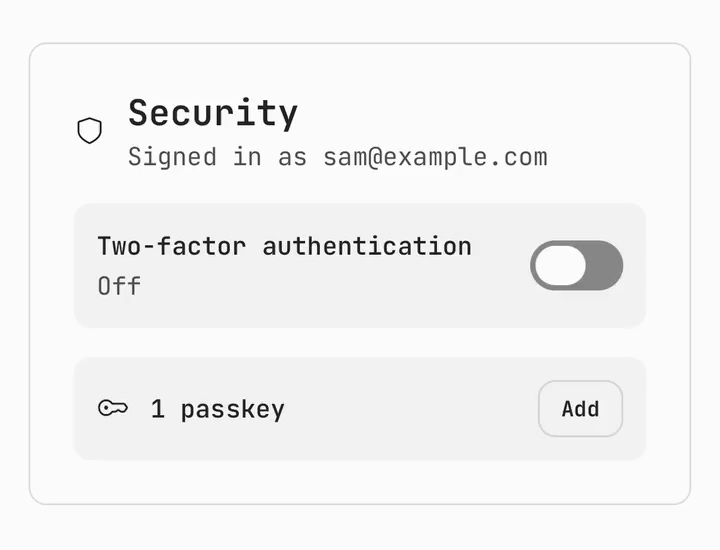 Security
Signed in as sam@example.com
Two-factor authentication
Off
1 passkey
Add